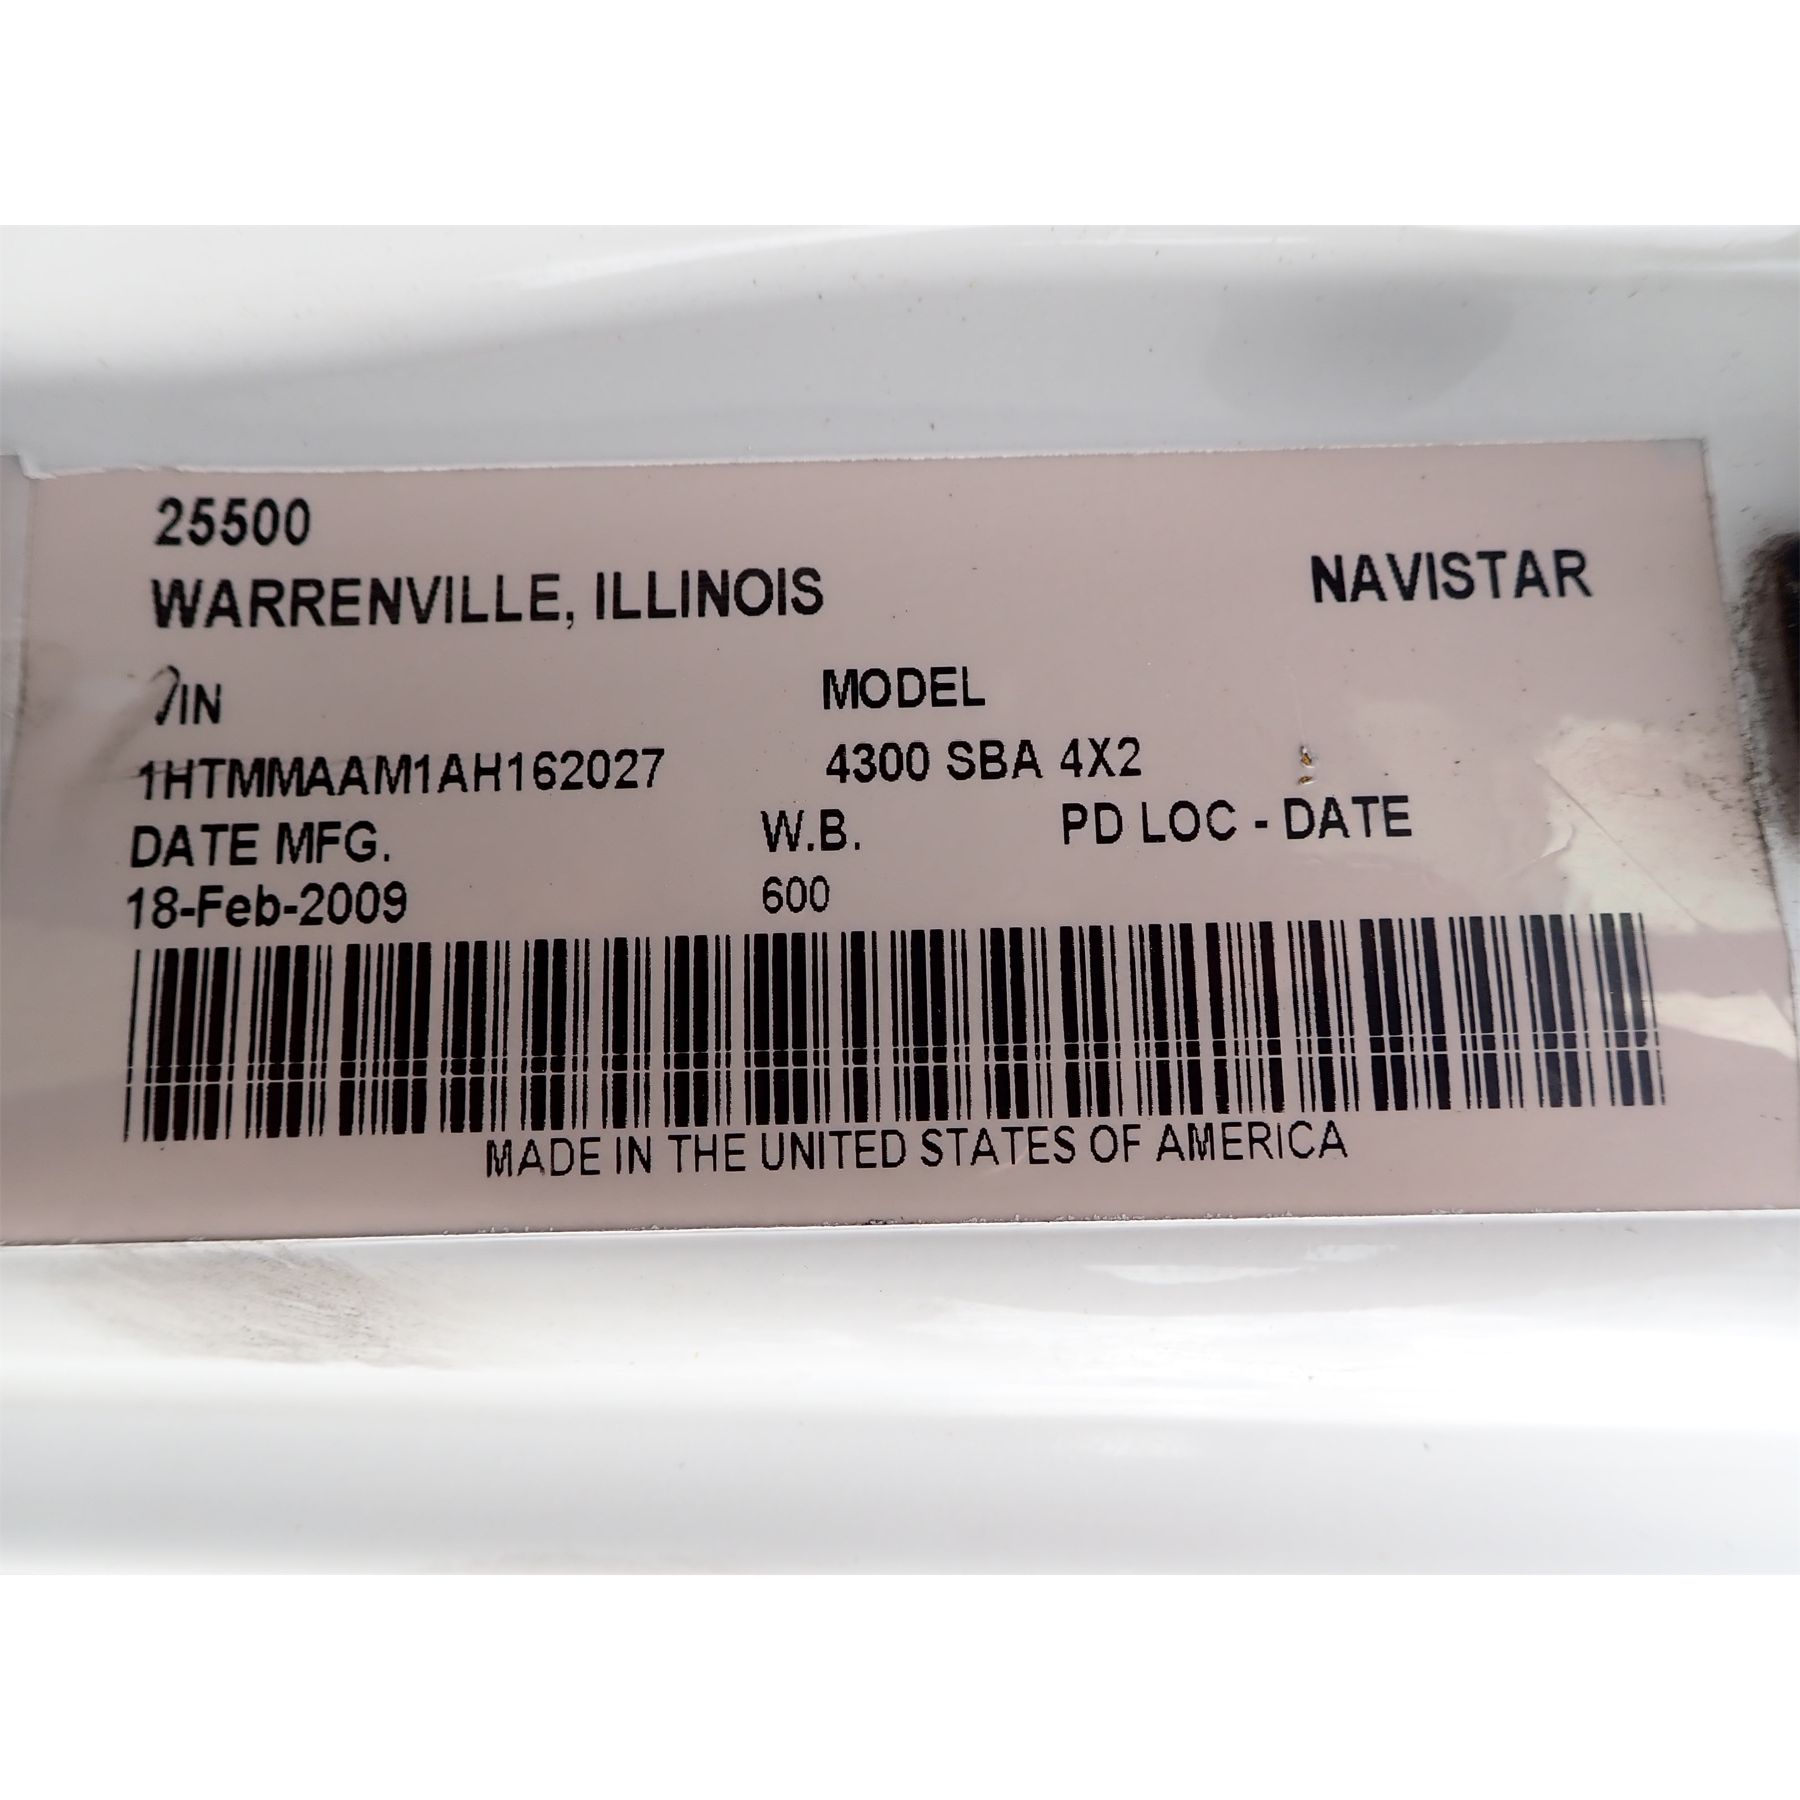 25500
WARRENVILLE, ILLINOIS NAVISTAR
VIN MODEL
1HTMMAAM1AH162027 4300 SBA 4X2
DATE MFG. W.B. PD LOC - DATE
18-Feb-2009 600
MADE IN THE UNITED STATES OF AMERICA